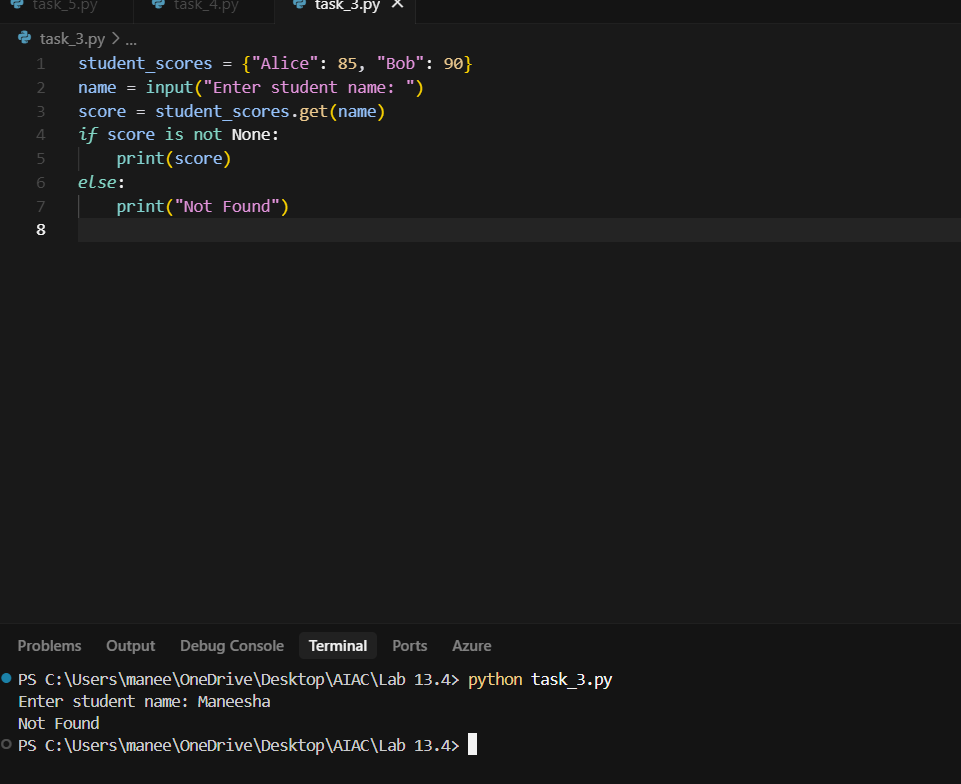 task_5.py task_4.py task_3.py
task_3.py > ...
1 student_scores = {"Alice": 85, "Bob": 90}
2 name = input("Enter student name: ")
3 score = student_scores.get(name)
4 if score is not None:
5     print(score)
6 else:
7     print("Not Found")
8
Problems Output Debug Console Terminal Ports Azure
PS C:\Users\manee\OneDrive\Desktop\AIAC\Lab 13.4> python task_3.py
Enter student name: Maneesha
Not Found
PS C:\Users\manee\OneDrive\Desktop\AIAC\Lab 13.4>